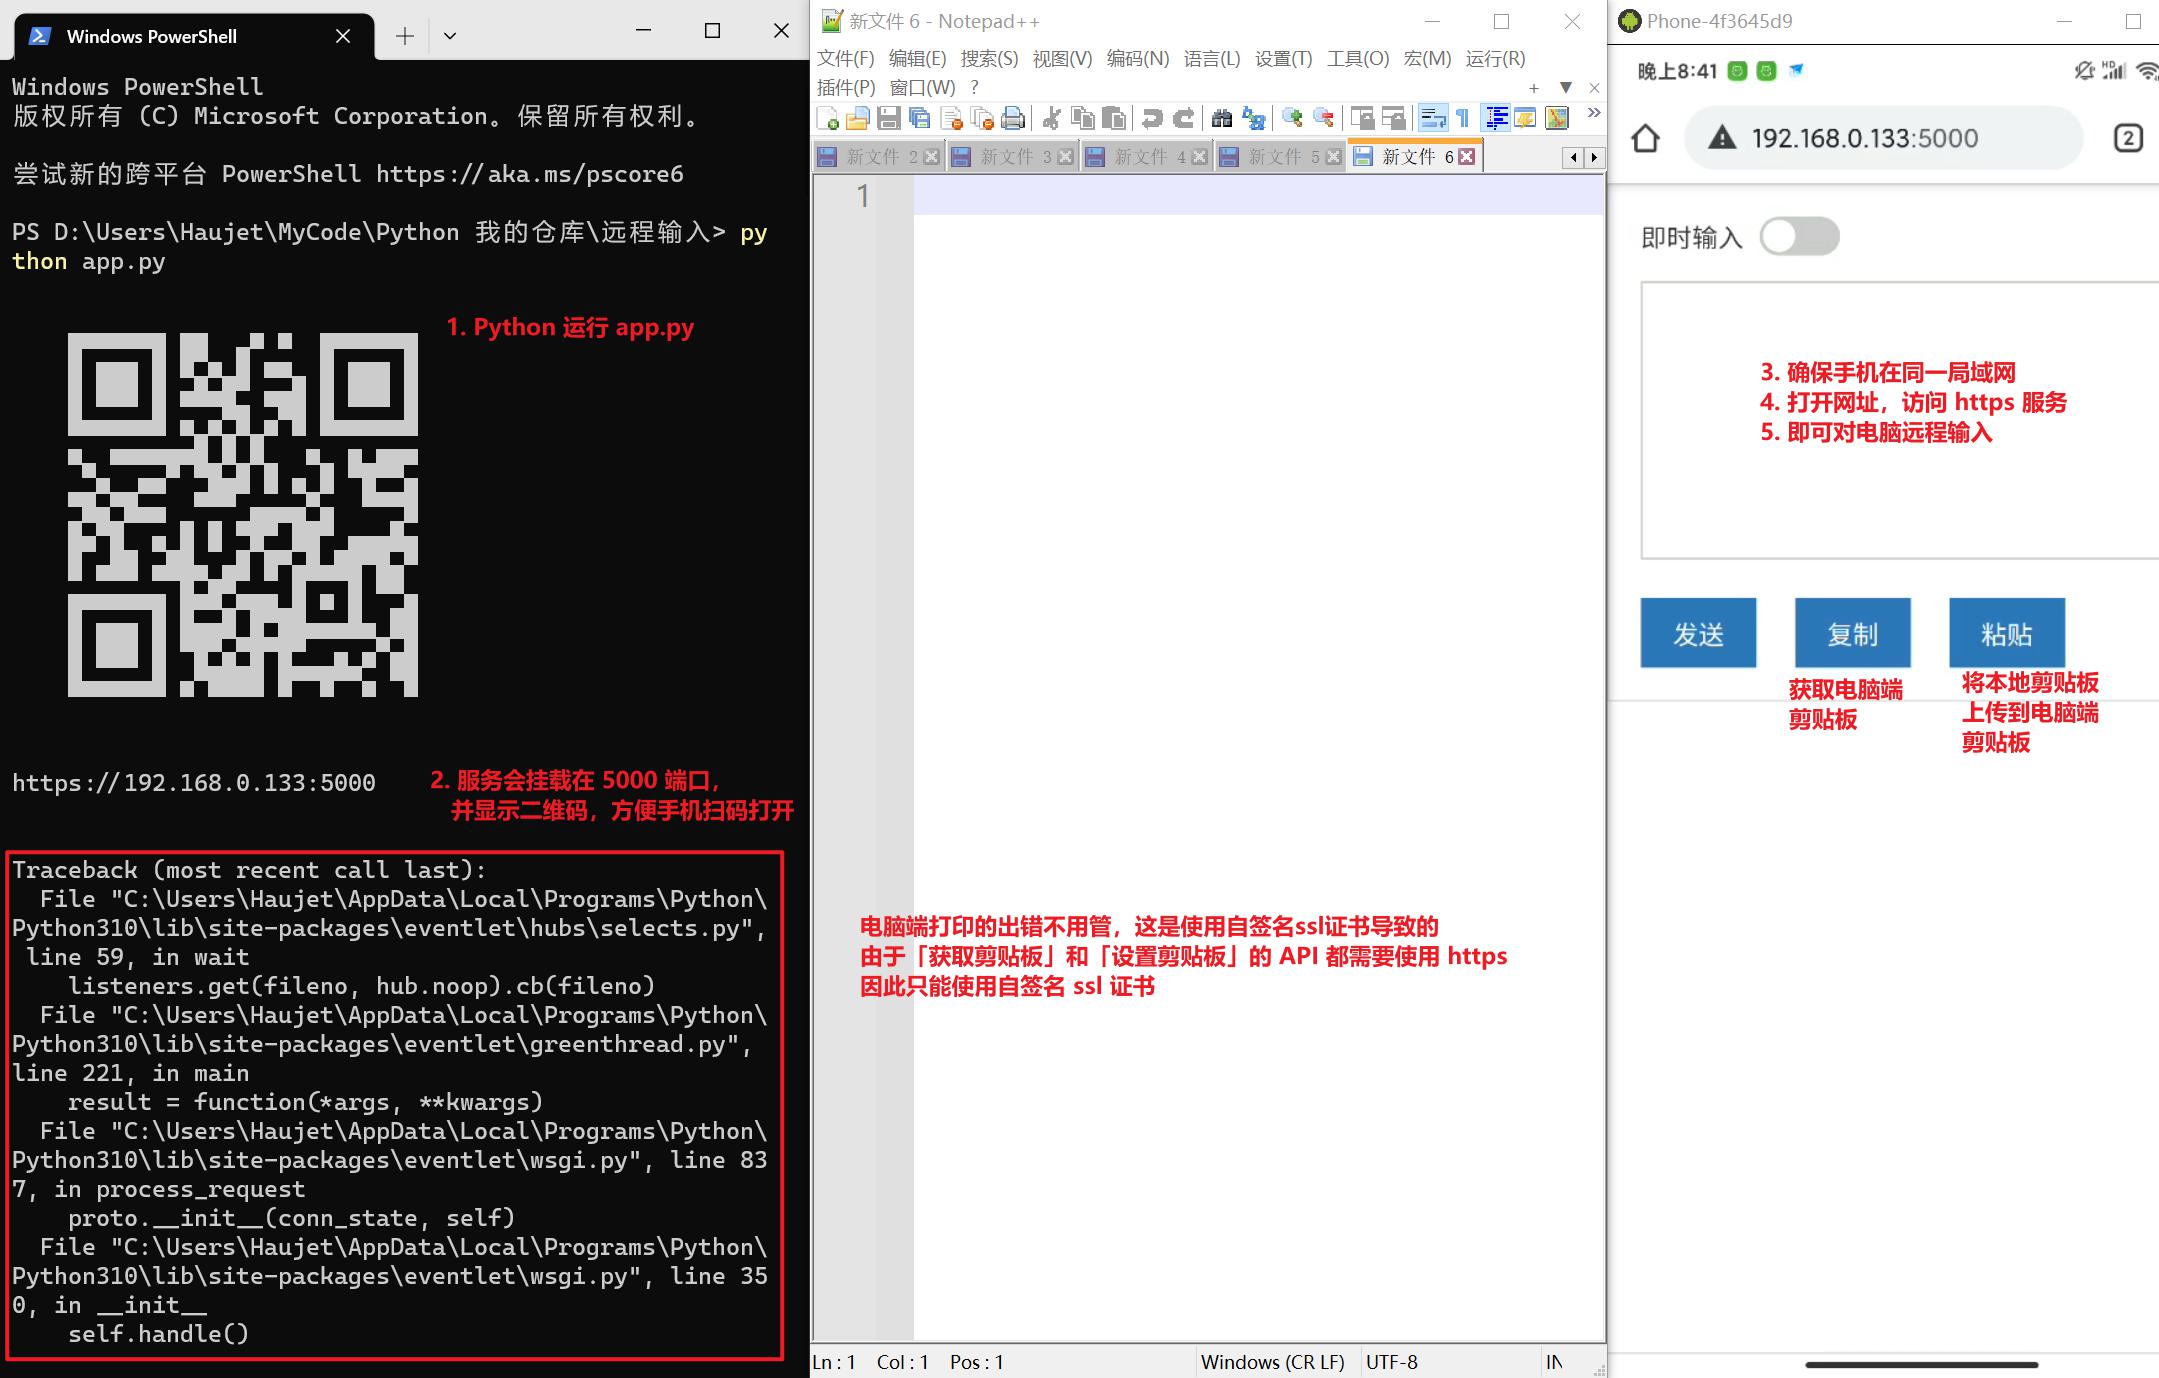 Windows PowerShell
Windows PowerShell
版权所有 (C) Microsoft Corporation。保留所有权利。
尝试新的跨平台 PowerShell https://aka.ms/pscore6
PS D:\Users\Haujet\MyCode\Python 我的仓库\远程输入> py
thon app.py
1. Python 运行 app.py
https://192.168.0.133:5000
2. 服务会挂载在 5000 端口，
并显示二维码，方便手机扫码打开
Traceback (most recent call last):
File "C:\Users\Haujet\AppData\Local\Programs\Python\
Python310\lib\site-packages\eventlet\hubs\selects.py",
line 59, in wait
listeners.get(fileno, hub.noop).cb(fileno)
File "C:\Users\Haujet\AppData\Local\Programs\Python\
Python310\lib\site-packages\eventlet\greenthread.py",
line 221, in main
result = function(*args, **kwargs)
File "C:\Users\Haujet\AppData\Local\Programs\Python\
Python310\lib\site-packages\eventlet\wsgi.py", line 83
7, in process_request
proto.__init__(conn_state, self)
File "C:\Users\Haujet\AppData\Local\Programs\Python\
Python310\lib\site-packages\eventlet\wsgi.py", line 35
0, in __init__
self.handle()
新文件 6 - Notepad++
文件(F) 编辑(E) 搜索(S) 视图(V) 编码(N) 语言(L) 设置(T) 工具(O) 宏(M) 运行(R)
插件(P) 窗口(W) ?
新文件 2 新文件 3 新文件 4 新文件 5 新文件 6
1
电脑端打印的出错不用管，这是使用自签名ssl证书导致的
由于「获取剪贴板」和「设置剪贴板」的 API 都需要使用 https
因此只能使用自签名 ssl 证书
Ln : 1 Col : 1 Pos : 1 Windows (CR LF) UTF-8 IN
Phone-4f3645d9
晚上8:41 HD
192.168.0.133:5000 2
即时输入
3. 确保手机在同一局域网
4. 打开网址，访问 https 服务
5. 即可对电脑远程输入
发送 复制 粘贴
获取电脑端
剪贴板
将本地剪贴板
上传到电脑端
剪贴板